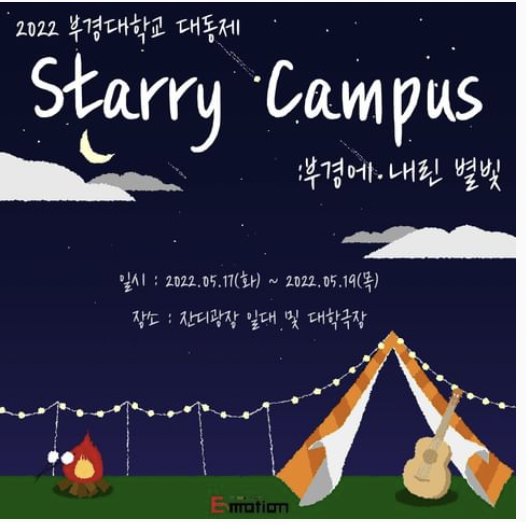 2022 부경대학교 대동제
Starry Campus
:부경에 내린 별빛
일시 : 2022.05.17(화) ~ 2022.05.19(목)
장소 : 잔디광장 일대 및 대학극장
Emotion